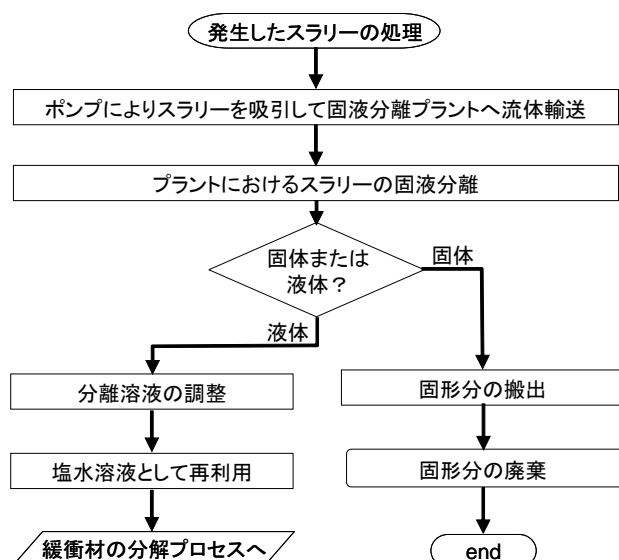 発生したスラリーの処理
ポンプによりスラリーを吸引して固液分離プラントへ流体輸送
プラントにおけるスラリーの固液分離
固体または
液体？
固体
液体
分離溶液の調整
固形分の搬出
塩水溶液として再利用
固形分の廃棄
緩衝材の分解プロセスへ
end